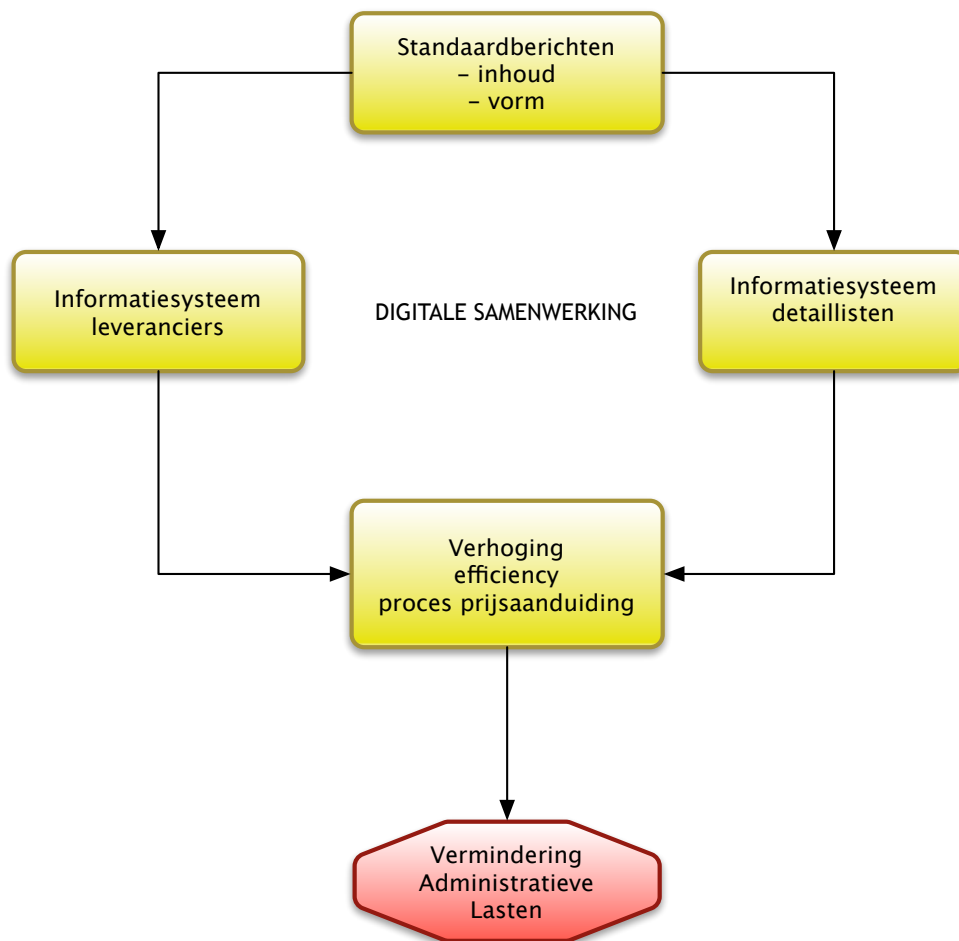 Standaardberichten
– inhoud
– vorm
Informatiesysteem
leveranciers
DIGITALE SAMENWERKING
Informatiesysteem
detaillisten
Verhoging
efficiency
proces prijsaanduiding
Vermindering
Administratieve
Lasten